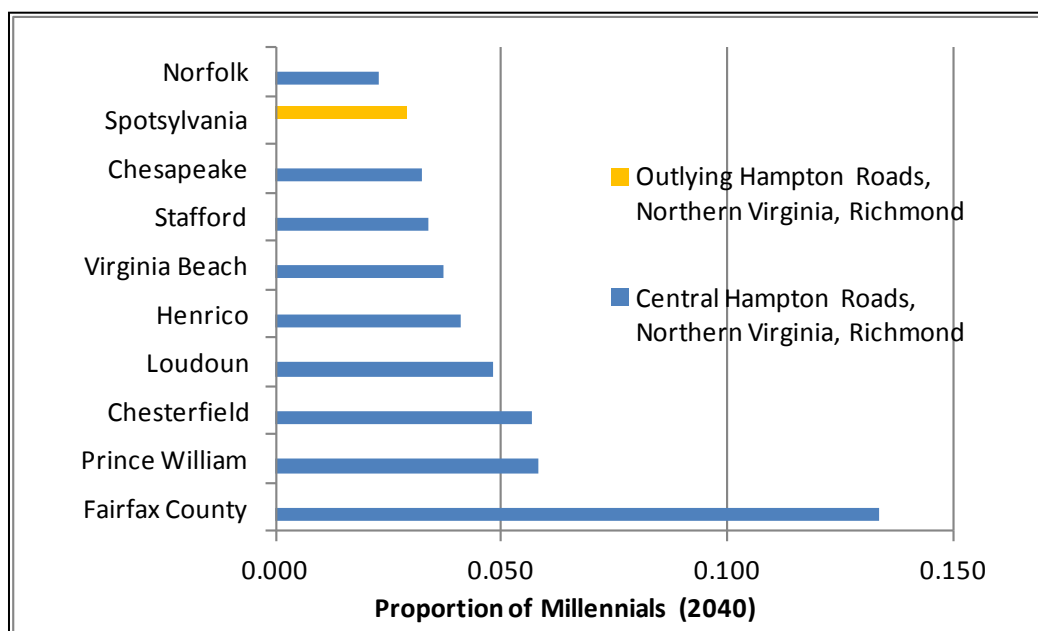 Norfolk
Spotsylvania
Chesapeake
Stafford
Virginia Beach
Henrico
Loudoun
Chesterfield
Prince William
Fairfax County
Outlying Hampton Roads,
Northern Virginia, Richmond
Central Hampton Roads,
Northern Virginia, Richmond
0.000 0.050 0.100 0.150
Proportion of Millennials (2040)